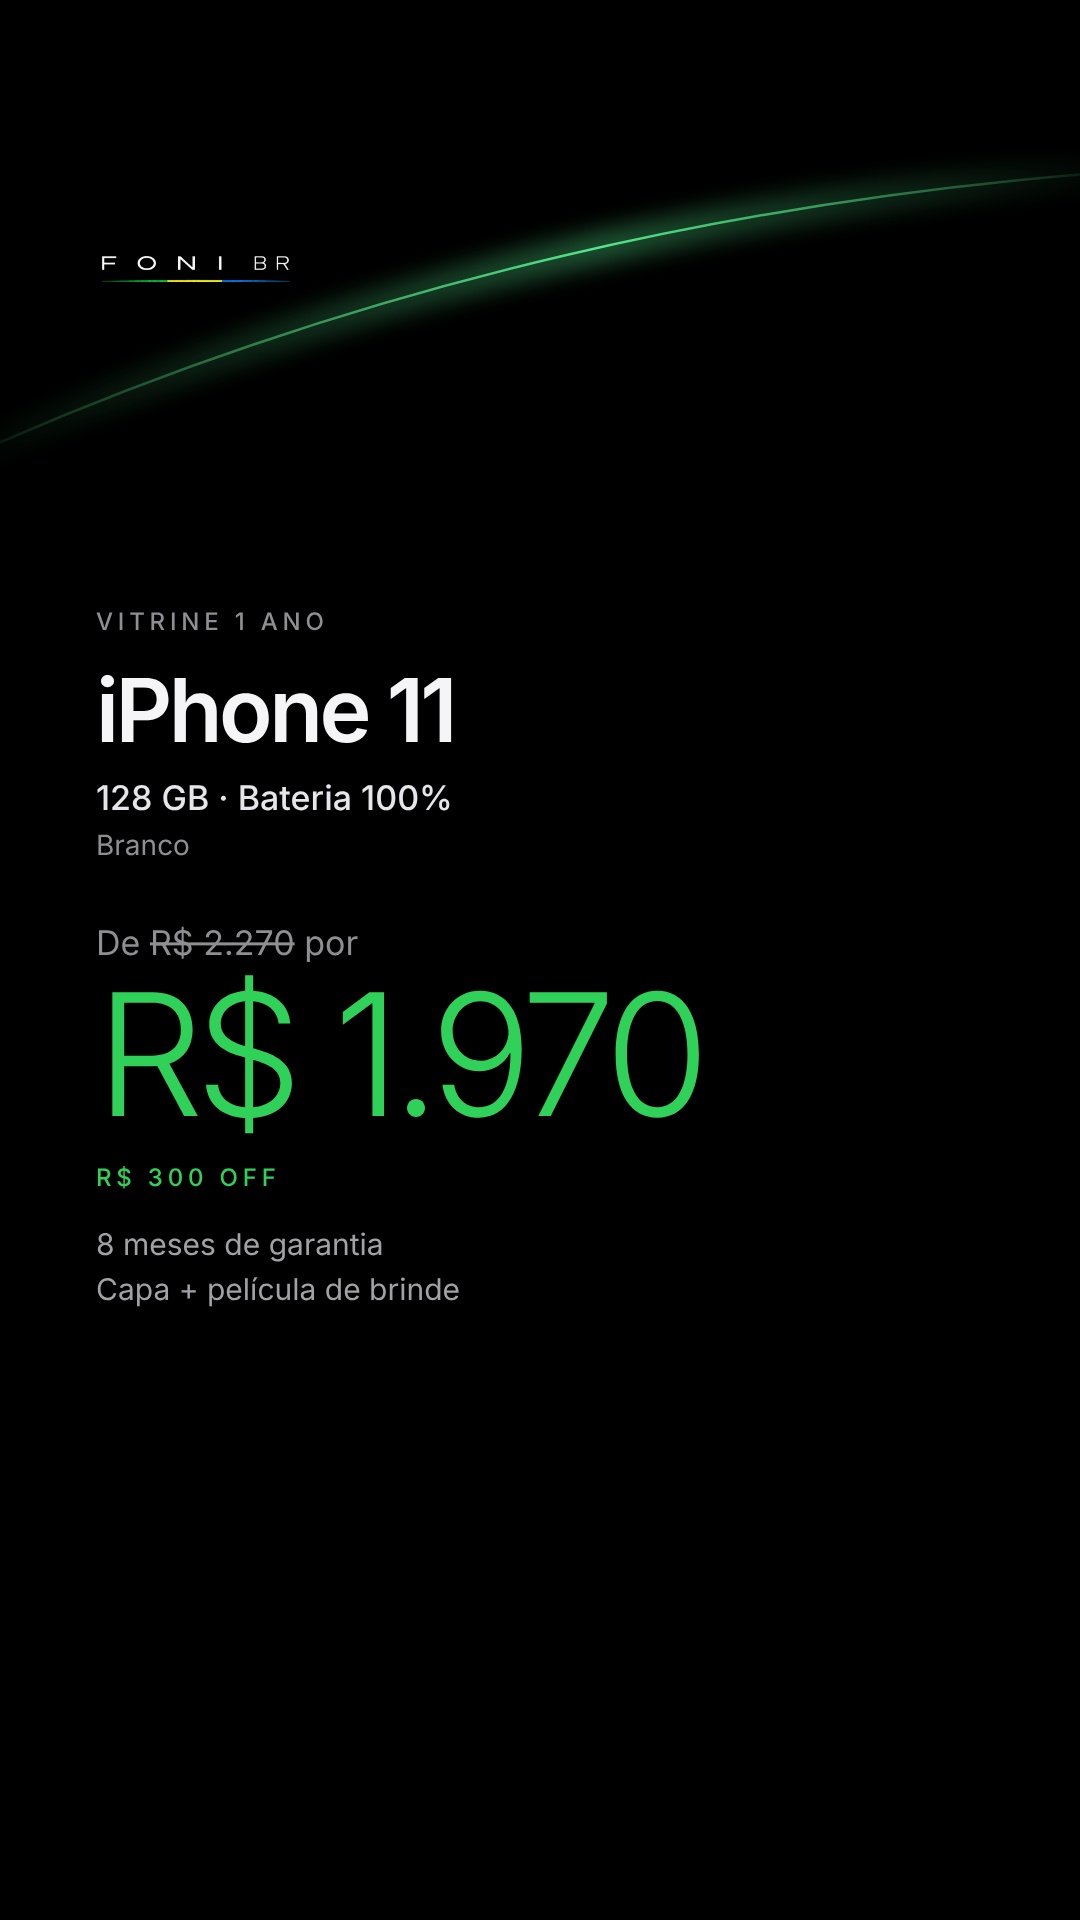 FONI BR
VITRINE 1 ANO
iPhone 11
128 GB · Bateria 100%
Branco
De R$ 2.270 por
R$ 1.970
R$ 300 OFF
8 meses de garantia
Capa + película de brinde